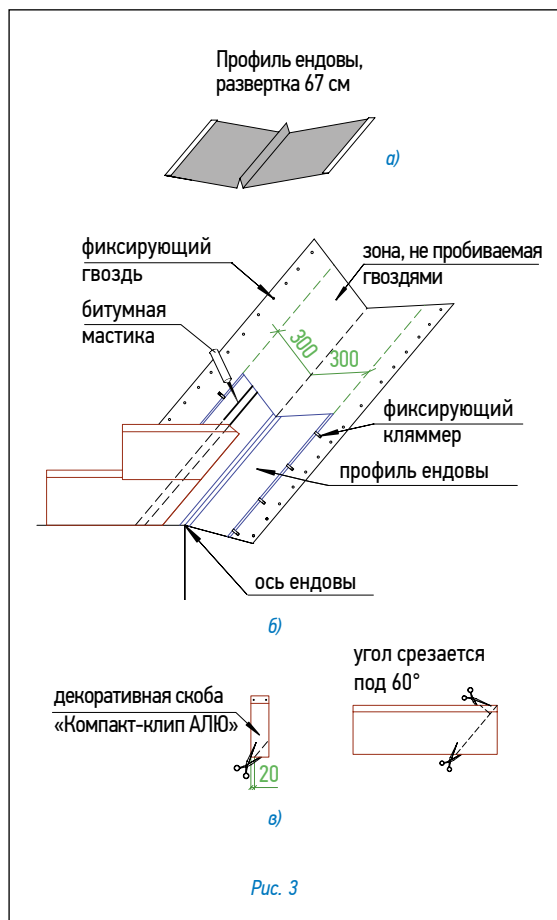 Профиль ендовы,
развертка 67 см
а)
фиксирующий
гвоздь
зона, не пробиваемая
гвоздями
битумная
мастика
300
300
фиксирующий
кляммер
профиль ендовы
ось ендовы
б)
декоративная скоба
«Компакт-клип АЛЮ»
20
угол срезается
под 60°
в)
Рис. 3